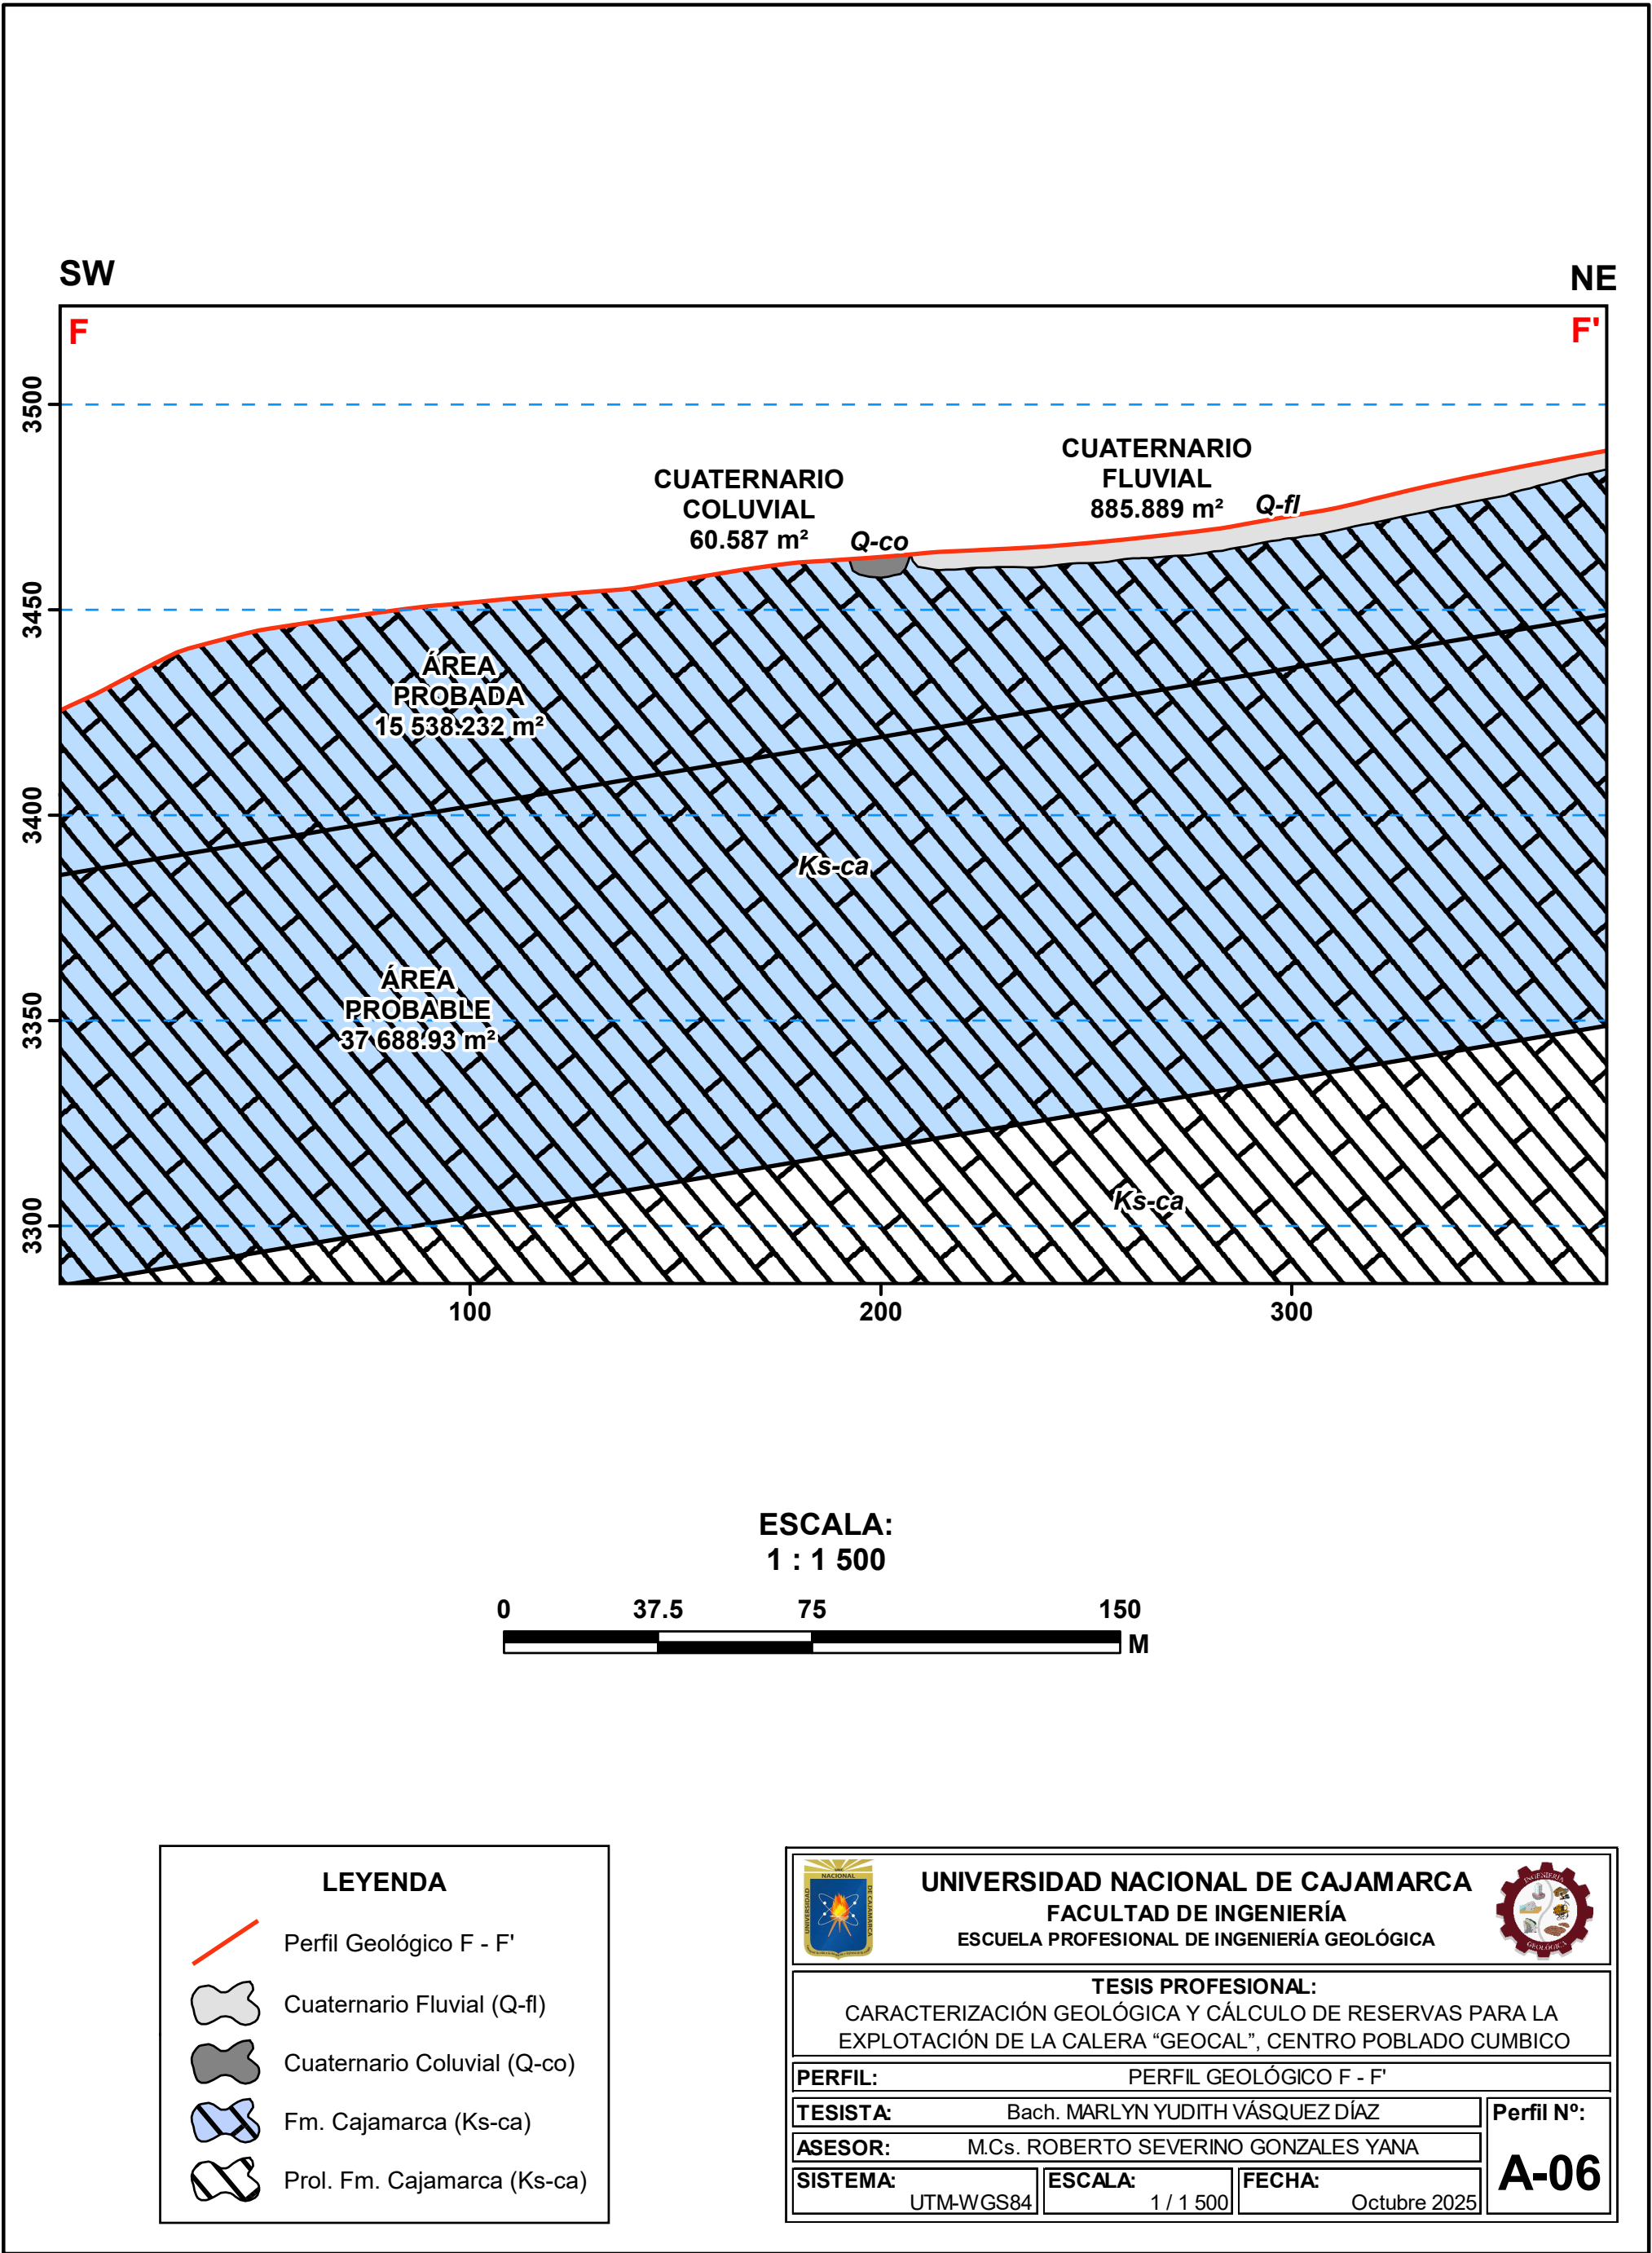 SW
NE
F
F'
3500
3450
3400
3350
3300
CUATERNARIO
COLUVIAL
60.587 m²
Q-co
CUATERNARIO
FLUVIAL
885.889 m²
Q-fl
ÁREA
PROBADA
15 538.232 m²
Ks-ca
ÁREA
PROBABLE
37 688.93 m²
Ks-ca
100
200
300
ESCALA:
1 : 1 500
0 37.5 75 150
M
LEYENDA
Perfil Geológico F - F'
Cuaternario Fluvial (Q-fl)
Cuaternario Coluvial (Q-co)
Fm. Cajamarca (Ks-ca)
Prol. Fm. Cajamarca (Ks-ca)
NACIONAL
UNIVERSIDAD
DE CAJAMARCA
UNIVERSIDAD NACIONAL DE CAJAMARCA
FACULTAD DE INGENIERÍA
ESCUELA PROFESIONAL DE INGENIERÍA GEOLÓGICA
INGENIERÍA
GEOLÓGICA
TESIS PROFESIONAL:
CARACTERIZACIÓN GEOLÓGICA Y CÁLCULO DE RESERVAS PARA LA
EXPLOTACIÓN DE LA CALERA “GEOCAL”, CENTRO POBLADO CUMBICO
PERFIL: PERFIL GEOLÓGICO F - F'
TESISTA: Bach. MARLYN YUDITH VÁSQUEZ DÍAZ
ASESOR: M.Cs. ROBERTO SEVERINO GONZALES YANA
SISTEMA: UTM-WGS84
ESCALA: 1 / 1 500
FECHA: Octubre 2025
Perfil Nº:
A-06